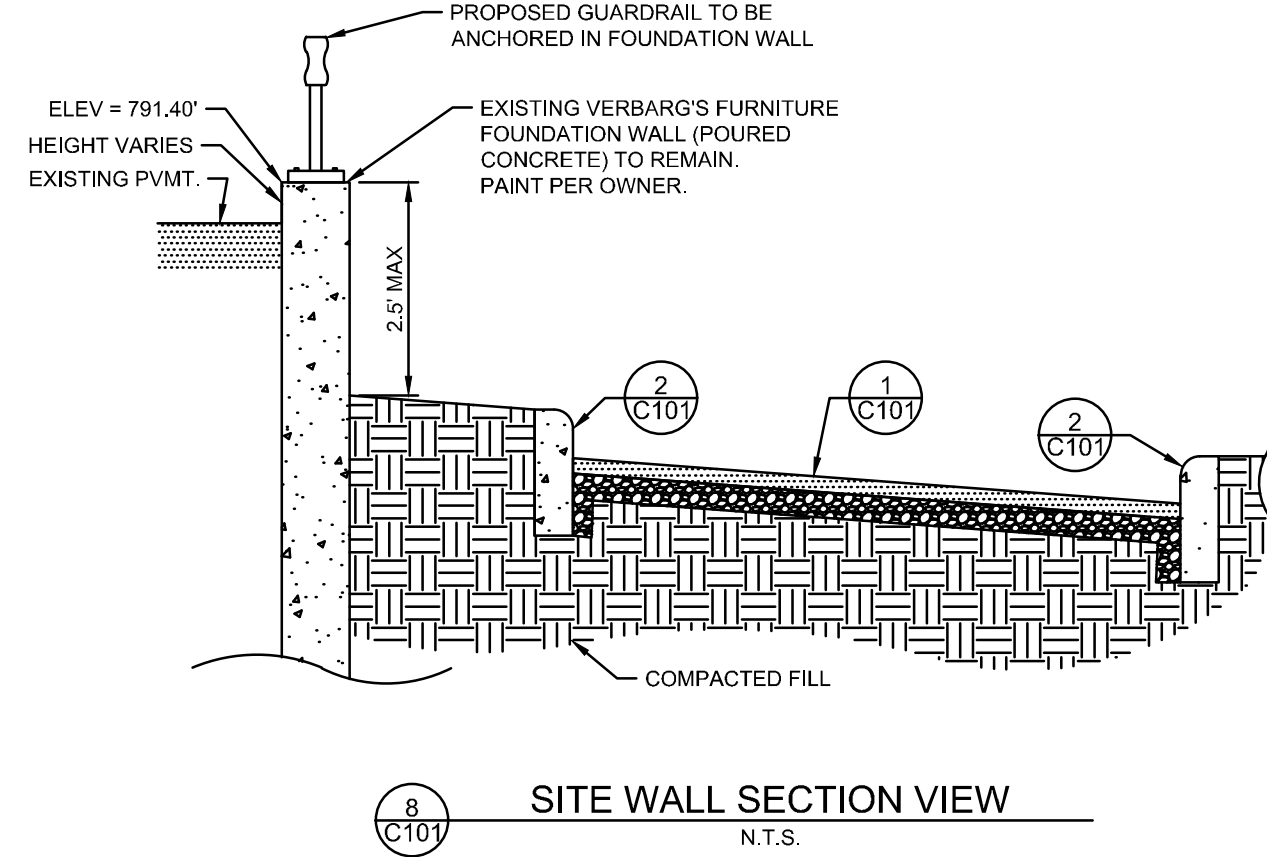 PROPOSED GUARDRAIL TO BE
ANCHORED IN FOUNDATION WALL
ELEV = 791.40'
HEIGHT VARIES
EXISTING PVMT.
EXISTING VERBARG'S FURNITURE
FOUNDATION WALL (POURED
CONCRETE) TO REMAIN.
PAINT PER OWNER.
2.5' MAX
2
C101
1
C101
2
C101
COMPACTED FILL
8
C101
SITE WALL SECTION VIEW
N.T.S.